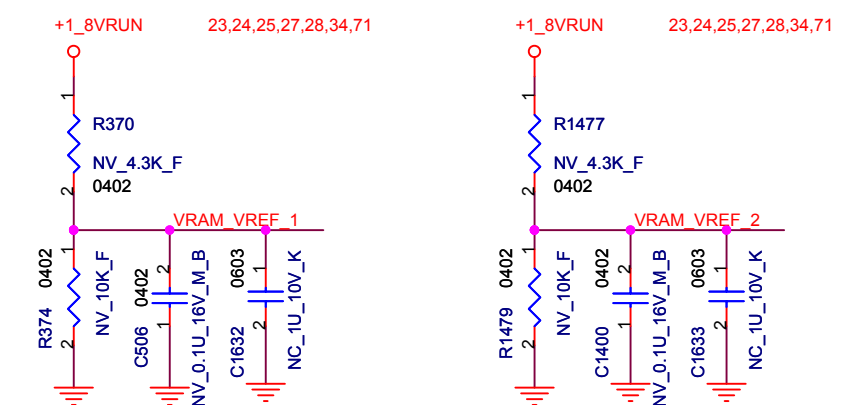 +1_8VRUN 23,24,25,27,28,34,71
1
R370
NV_4.3K_F
2
0402
VRAM_VREF_1
1
0402
R374
NV_10K_F
2
2
0402
C506
NV_0.1U_16V_M_B
1
1
0603
C1632
NC_1U_10V_K
2
+1_8VRUN 23,24,25,27,28,34,71
1
R1477
NV_4.3K_F
2
0402
VRAM_VREF_2
1
0402
R1479
NV_10K_F
2
2
0402
C1400
NV_0.1U_16V_M_B
1
1
0603
C1633
NC_1U_10V_K
2